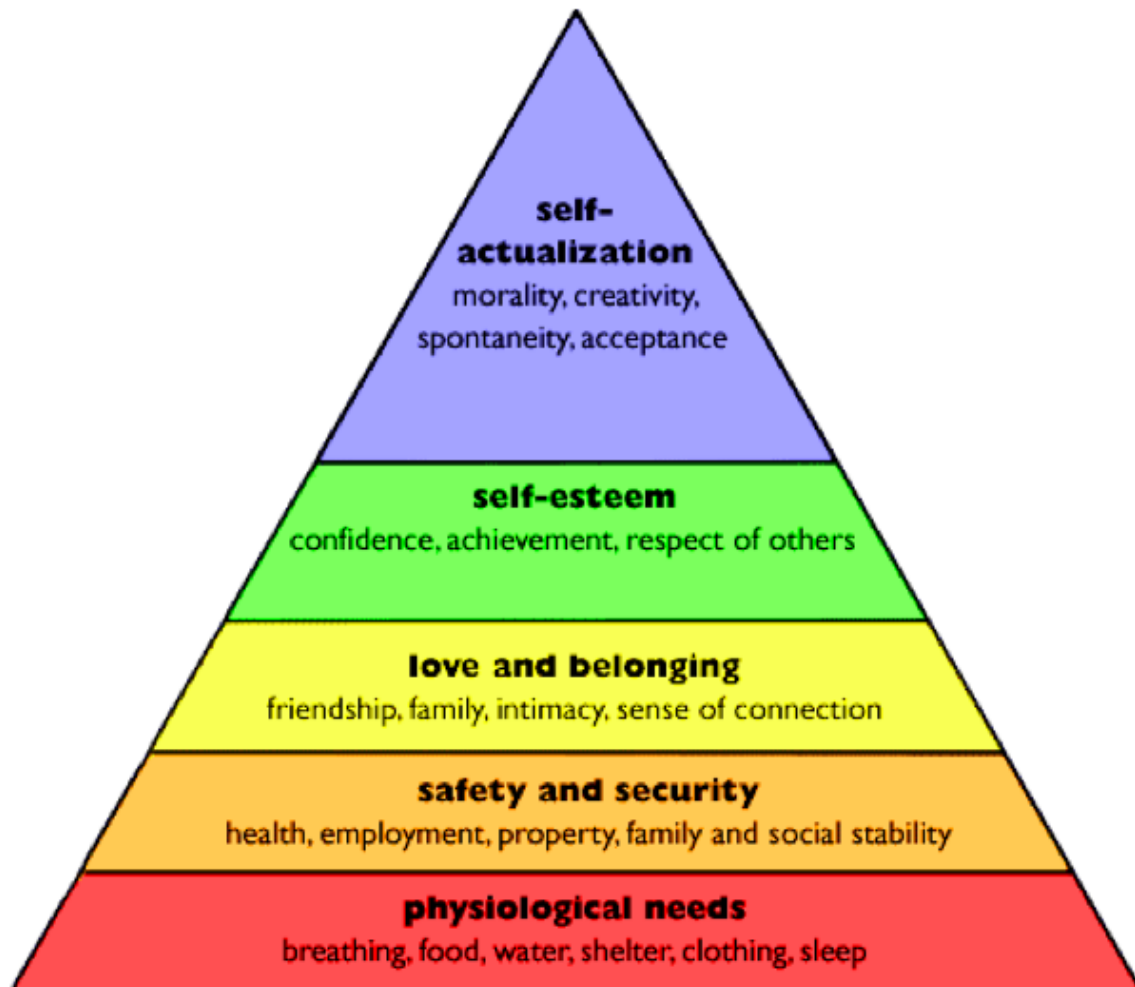 self-
actualization
morality, creativity,
spontaneity, acceptance
self-esteem
confidence, achievement, respect of others
love and belonging
friendship, family, intimacy, sense of connection
safety and security
health, employment, property, family and social stability
physiological needs
breathing, food, water, shelter, clothing, sleep